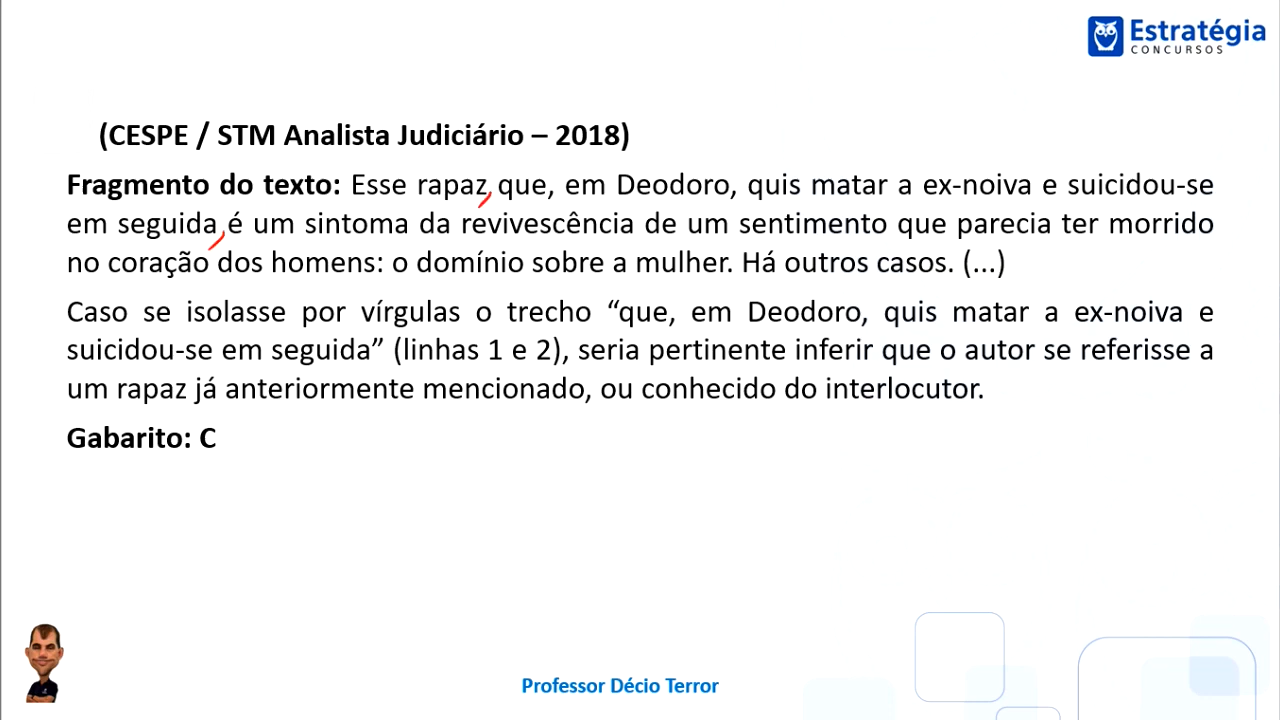 Estratégia
CONCURSOS
(CESPE / STM Analista Judiciário – 2018)
Fragmento do texto: Esse rapaz, que, em Deodoro, quis matar a ex-noiva e suicidou-se
em seguida, é um sintoma da revivescência de um sentimento que parecia ter morrido
no coração dos homens: o domínio sobre a mulher. Há outros casos. (...)
Caso se isolasse por vírgulas o trecho “que, em Deodoro, quis matar a ex-noiva e
suicidou-se em seguida” (linhas 1 e 2), seria pertinente inferir que o autor se referisse a
um rapaz já anteriormente mencionado, ou conhecido do interlocutor.
Gabarito: C
Professor Décio Terror